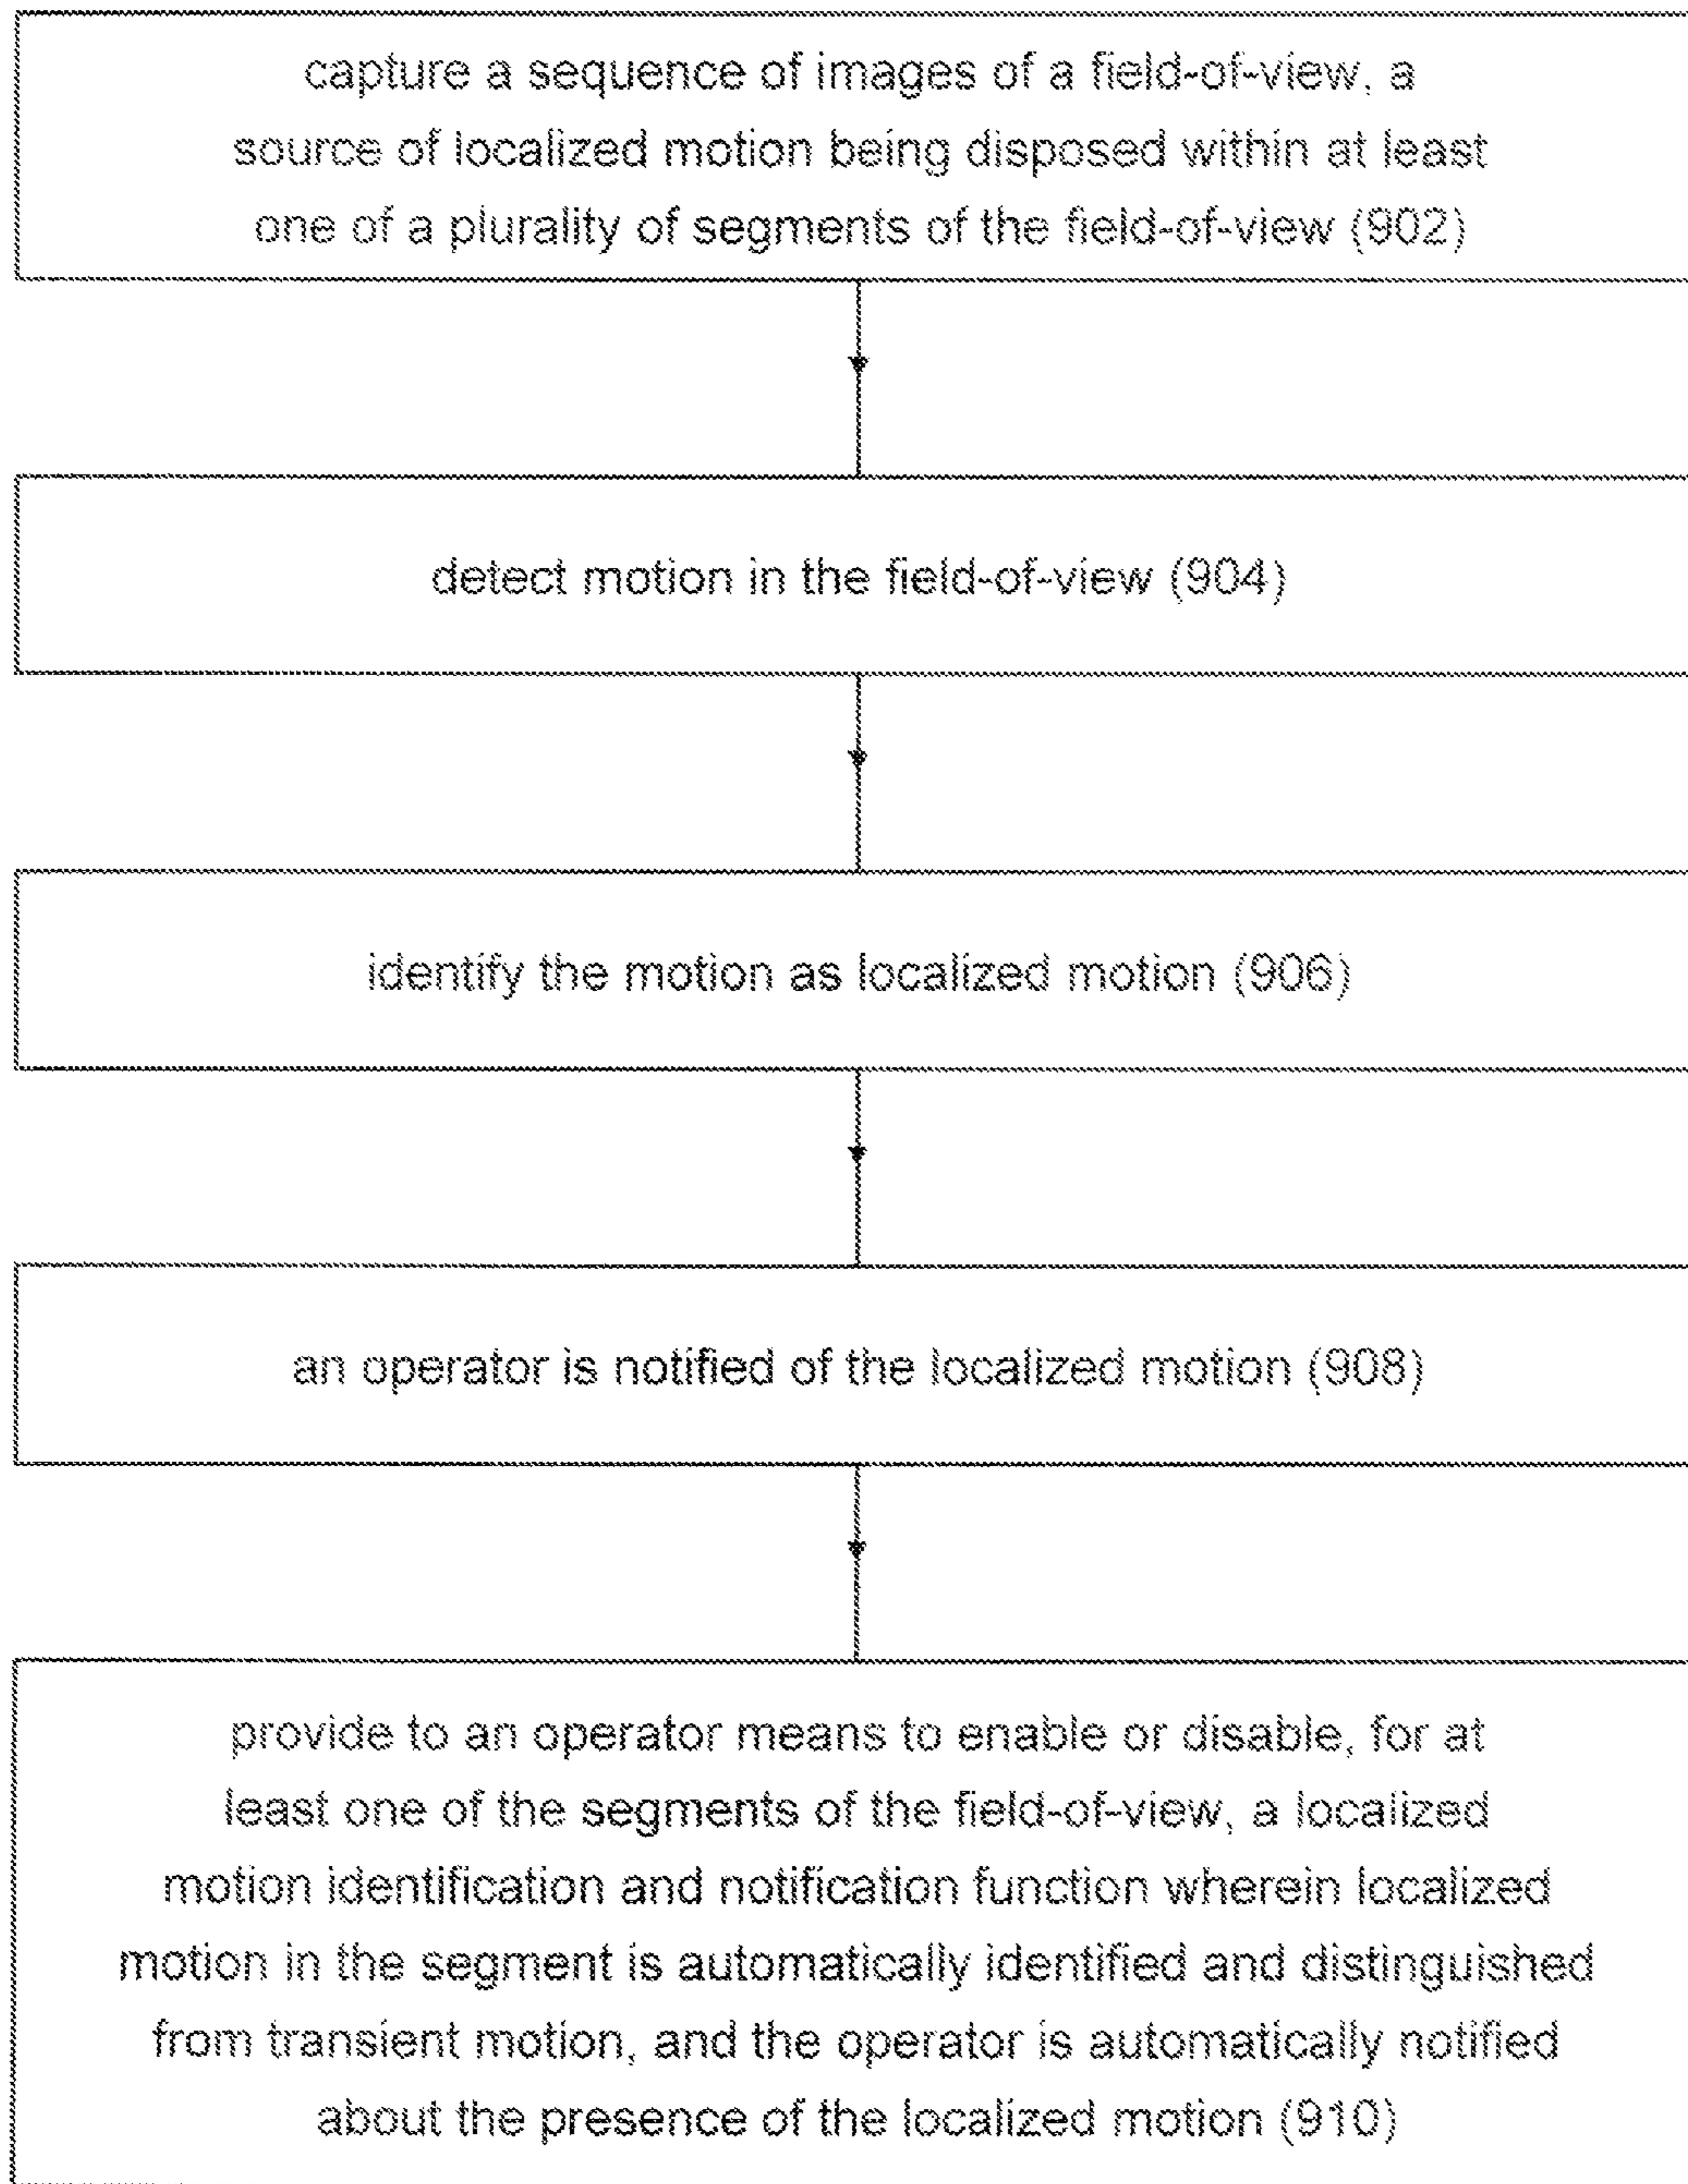 capture a sequence of images of a field-of-view, a
source of localized motion being disposed within at least
one of a plurality of segments of the field-of-view (902)
detect motion in the field-of-view (904)
identify the motion as localized motion (906)
an operator is notified of the localized motion (908)
provide to an operator means to enable or disable, for at
least one of the segments of the field-of-view, a localized
motion identification and notification function wherein localized
motion in the segment is automatically identified and distinguished
from transient motion, and the operator is automatically notified
about the presence of the localized motion (910)